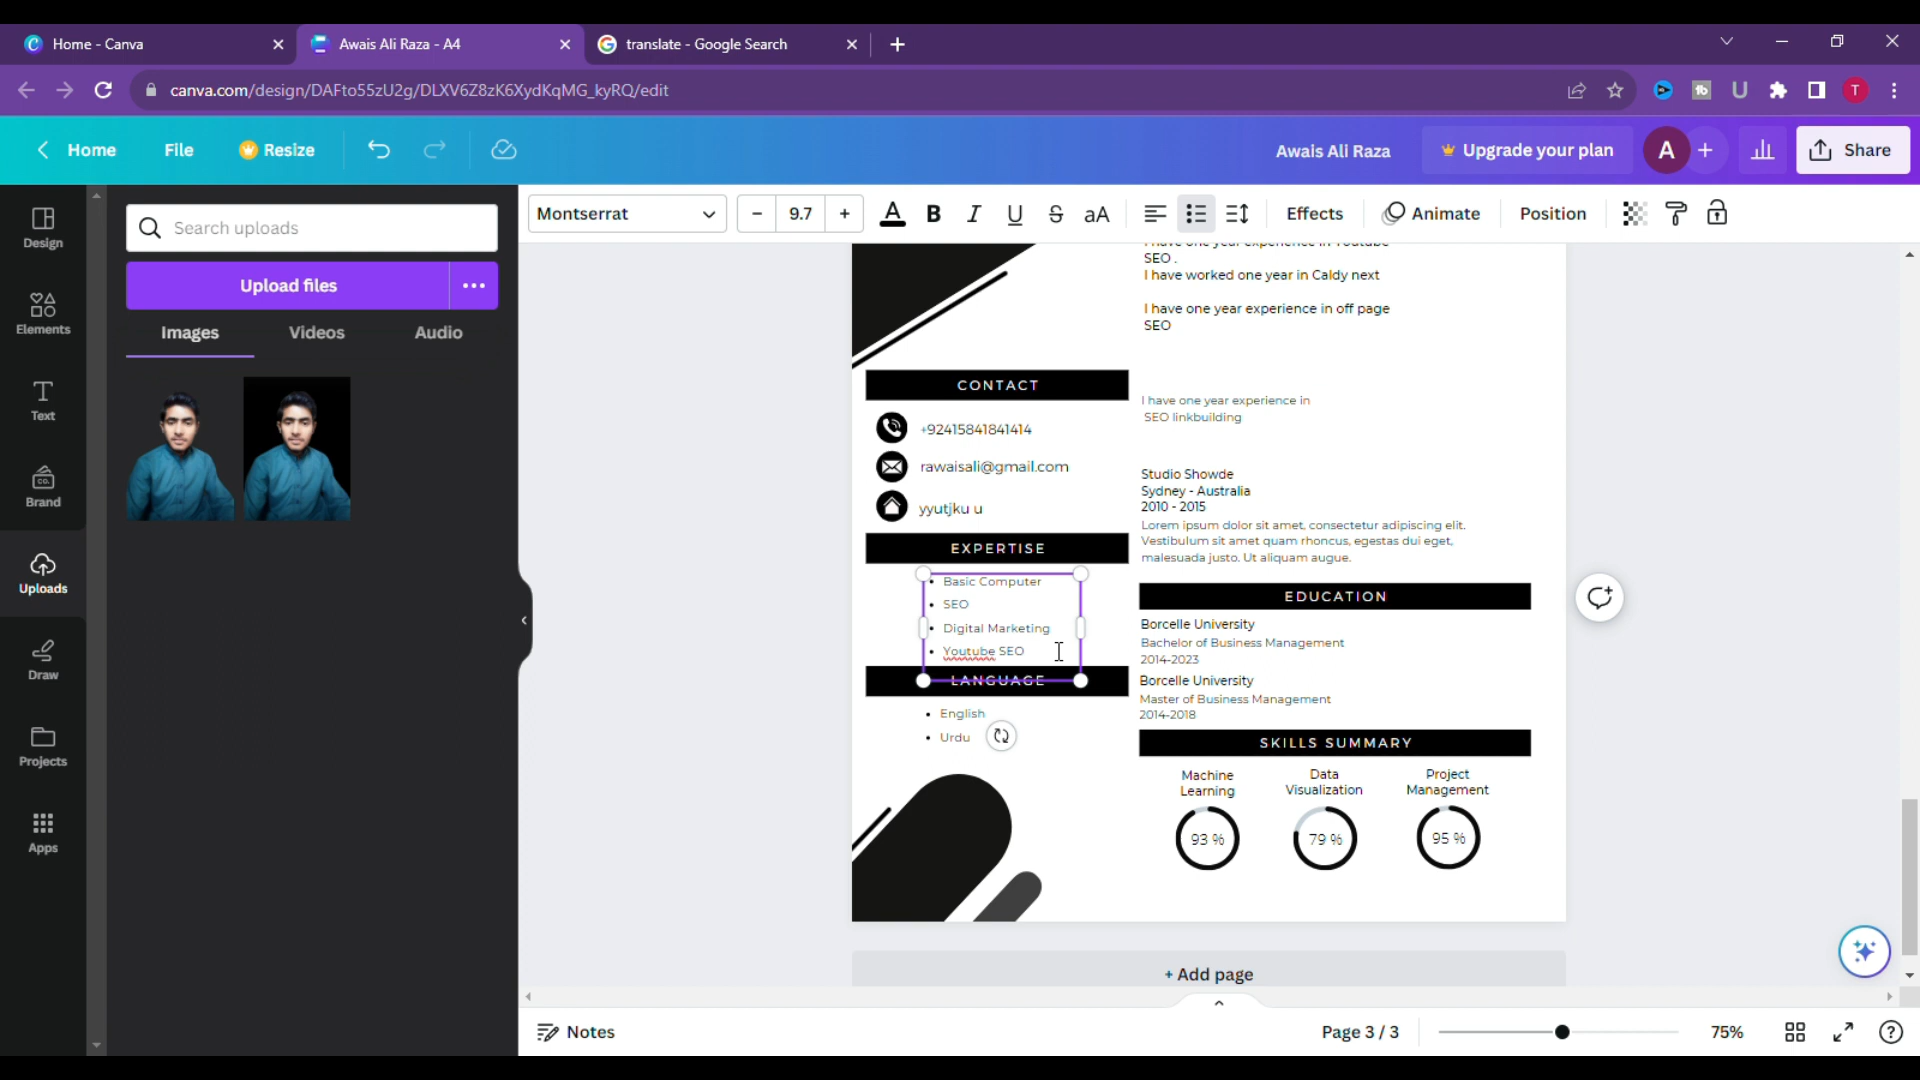 Home - Canva
Awais Ali Raza - A4
translate - Google Search
canva.com/design/DAFto55zU2g/DLXV6Z8zK6XydKqMG_kyRQ/edit
T
Home
File
Resize
Awais Ali Raza
Upgrade your plan
A
Share
Design
Elements
Text
Brand
Uploads
Draw
Projects
Apps
Search uploads
Upload files
Images
Videos
Audio
Montserrat
9.7
aA
Effects
Animate
Position
I have one year experience in Youtube
SEO .
I have worked one year in Caldy next
I have one year experience in off page
SEO
CONTACT
+92415841841414
rawaisali@gmail.com
yyutjku u
EXPERTISE
Basic Computer
SEO
Digital Marketing
Youtube SEO
LANGUAGE
English
Urdu
I have one year experience in
SEO linkbuilding
Studio Showde
Sydney - Australia
2010 - 2015
Lorem ipsum dolor sit amet, consectetur adipiscing elit.
Vestibulum sit amet quam rhoncus, egestas dui eget,
malesuada justo. Ut aliquam augue.
EDUCATION
Borcelle University
Bachelor of Business Management
2014-2023
Borcelle University
Master of Business Management
2014-2018
SKILLS SUMMARY
Machine
Learning
Data
Visualization
Project
Management
93 %
79 %
95 %
+ Add page
Notes
Page 3 / 3
75%